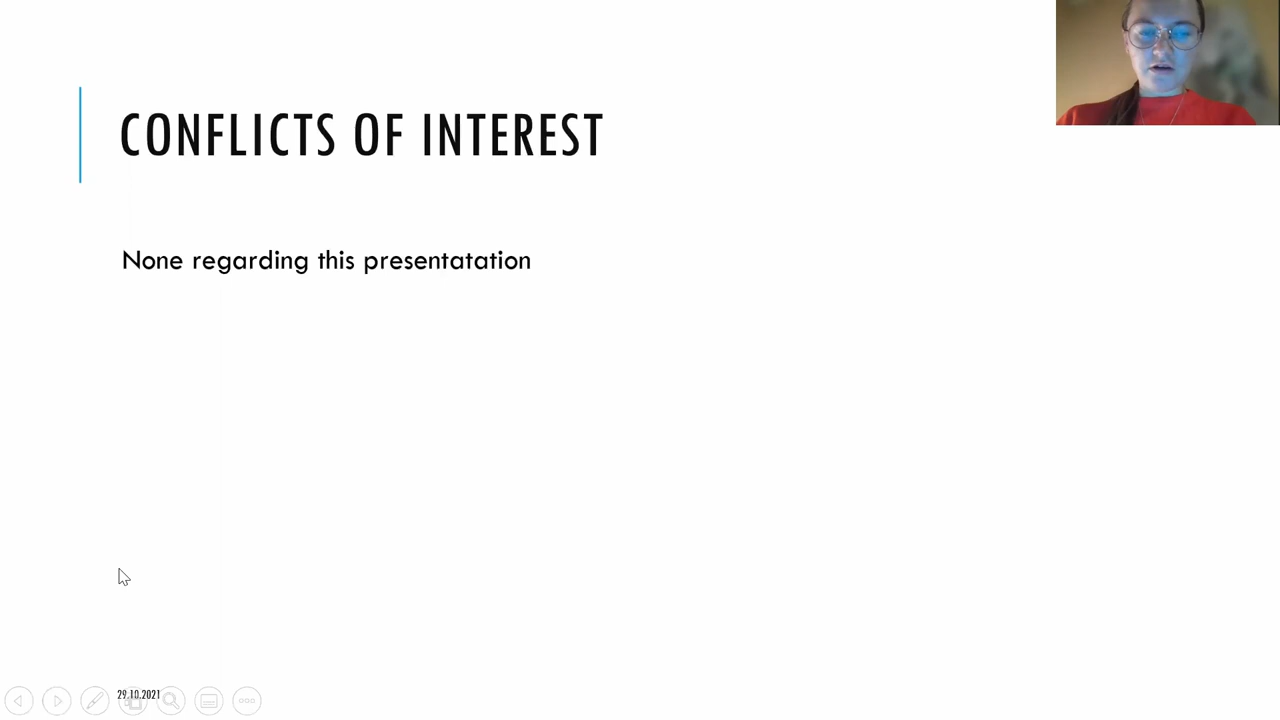 CONFLICTS OF INTEREST
None regarding this presentatation
29.10.2021